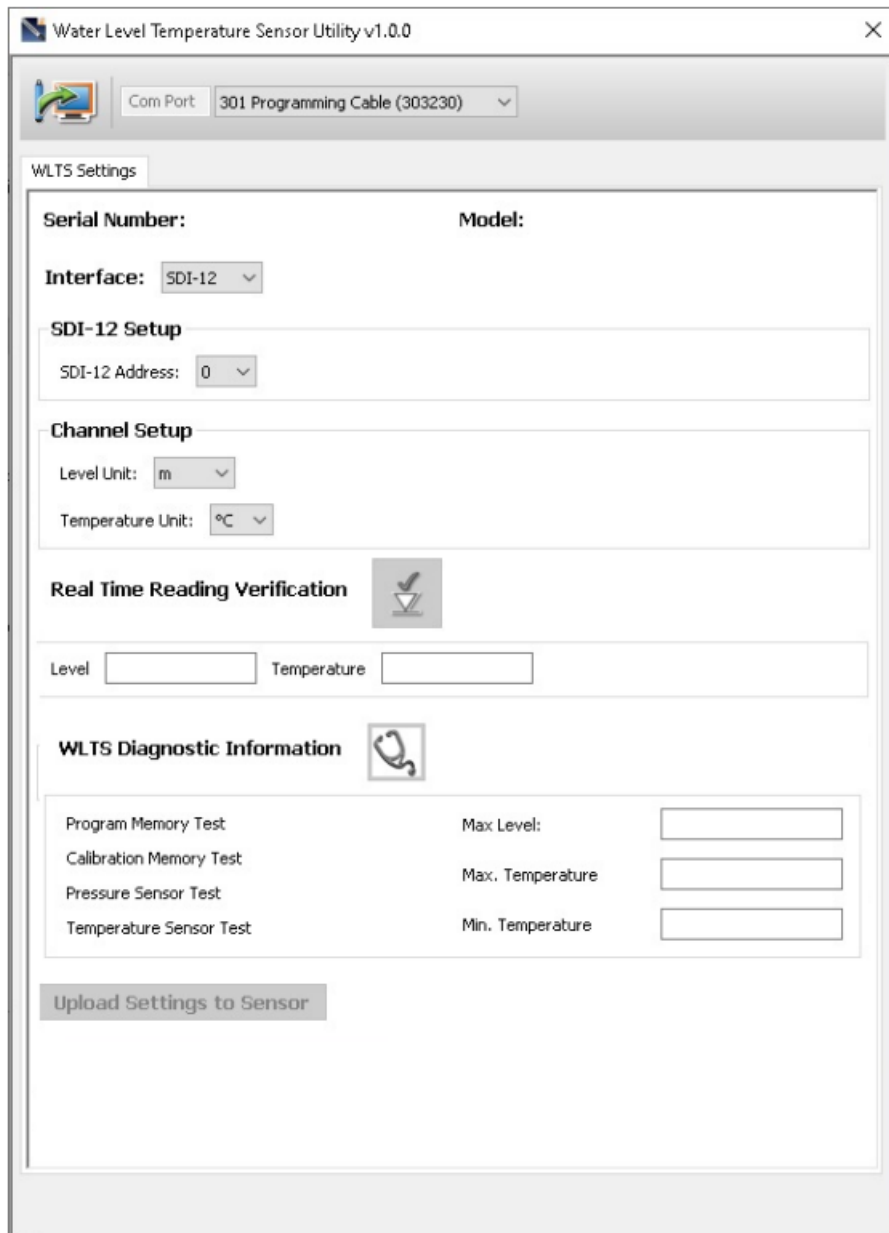 Water Level Temperature Sensor Utility v1.0.0
Com Port 301 Programming Cable (303230)
WLTS Settings
Serial Number: Model:
Interface: SDI-12
SDI-12 Setup
SDI-12 Address: 0
Channel Setup
Level Unit: m
Temperature Unit: °C
Real Time Reading Verification
Level Temperature
WLTS Diagnostic Information
Program Memory Test Max Level:
Calibration Memory Test
Max. Temperature
Pressure Sensor Test
Temperature Sensor Test Min. Temperature
Upload Settings to Sensor